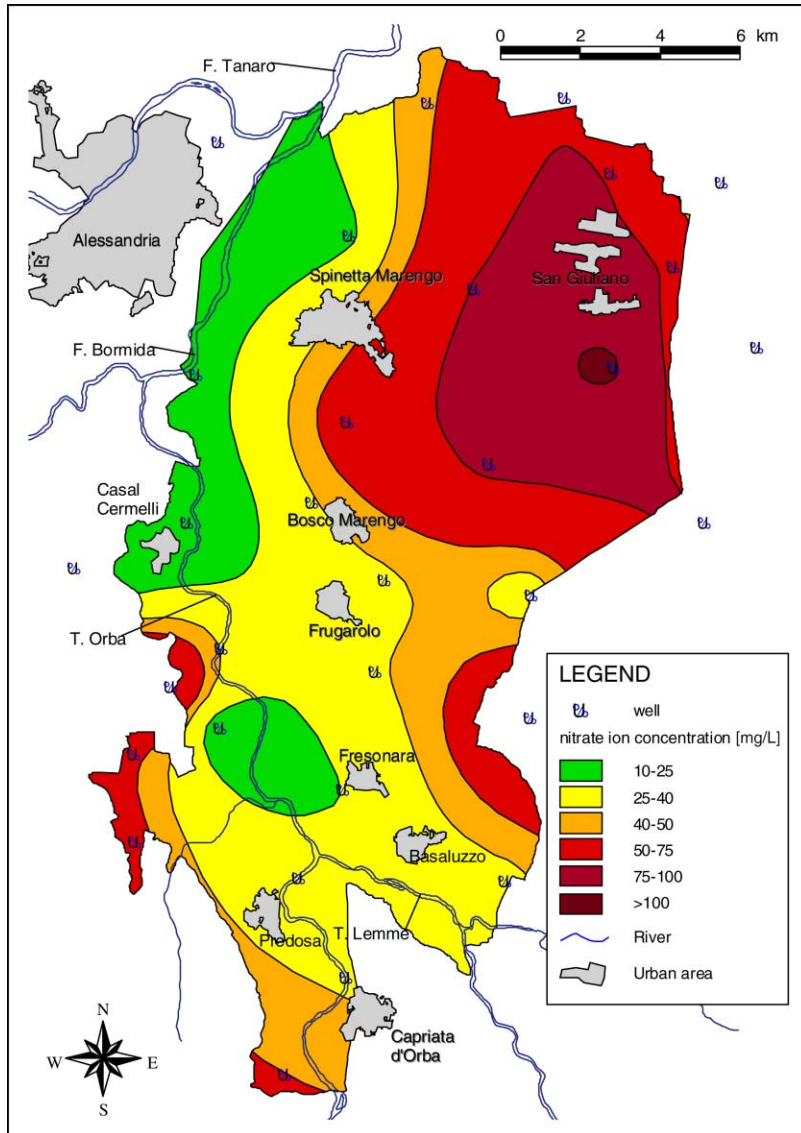 0 2 4 6 km
F. Tanaro
Alessandria
Spinetta Marengo
San Giuliano
F. Bormida
Casal
Cermelli
Bosco Marengo
T. Orba
Frugarolo
Fresonara
Basaluzzo
Predosa
T. Lemme
Capriata
d'Orba
N
W E
S
LEGEND
well
nitrate ion concentration [mg/L]
10-25
25-40
40-50
50-75
75-100
>100
River
Urban area